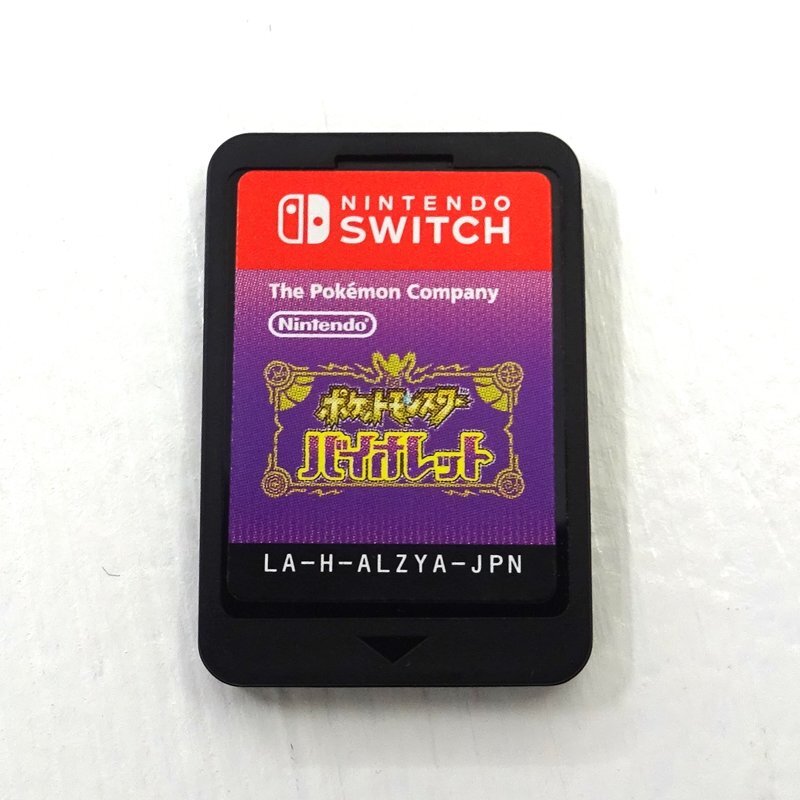 NINTENDO
SWITCH
The Pokémon Company
Nintendo
ポケットモンスター
バイオレット
LA-H-ALZYA-JPN